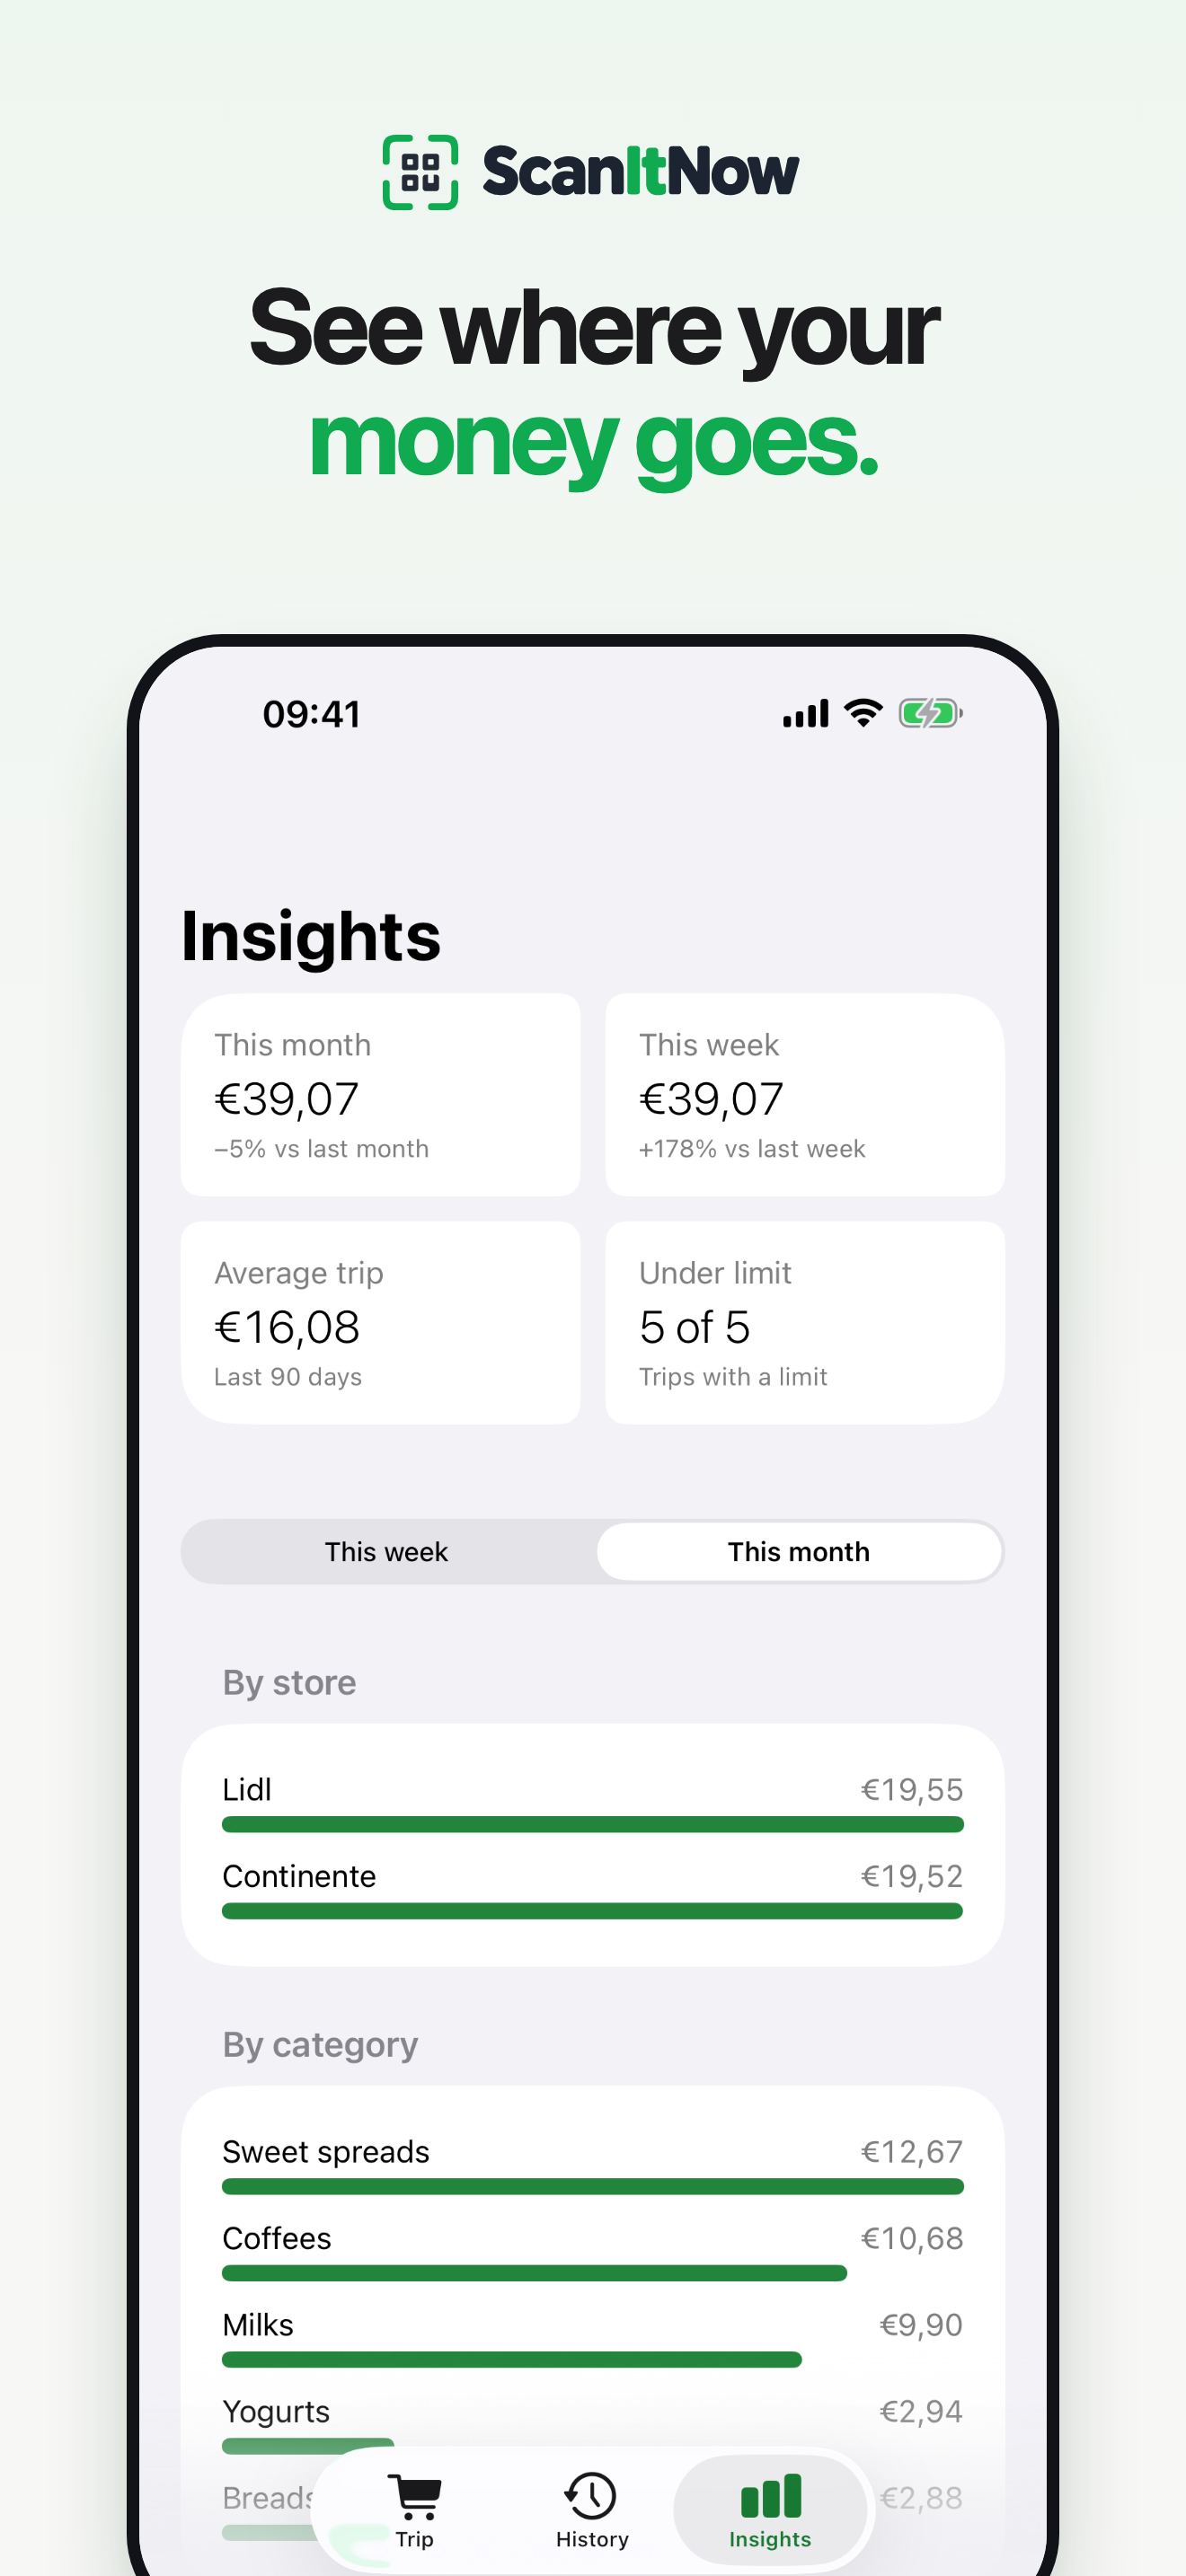 ScanItNow
See where your
money goes.
09:41
Insights
This month
€39,07
−5% vs last month
This week
€39,07
+178% vs last week
Average trip
€16,08
Last 90 days
Under limit
5 of 5
Trips with a limit
This week
This month
By store
Lidl
€19,55
Continente
€19,52
By category
Sweet spreads
€12,67
Coffees
€10,68
Milks
€9,90
Yogurts
€2,94
Breads
€2,88
Trip
History
Insights